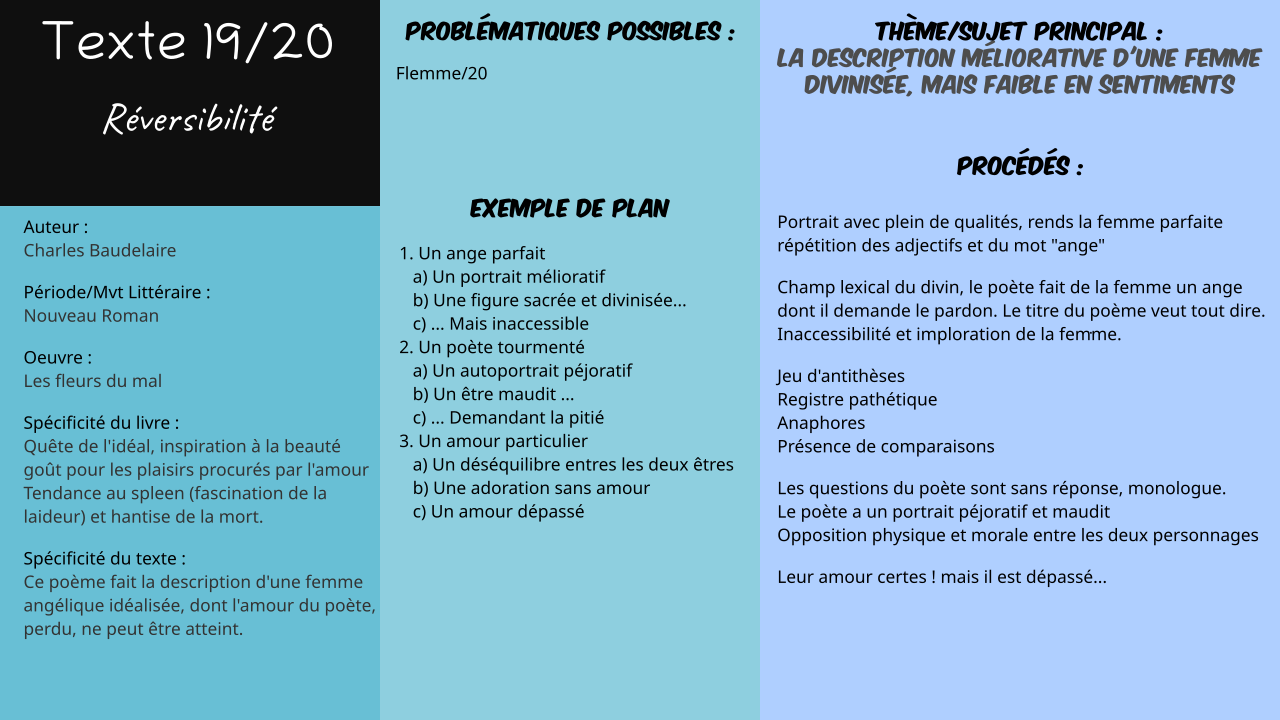 Texte 19/20
Réversibilité
Auteur :
Charles Baudelaire
Période/Mvt Littéraire :
Nouveau Roman
Oeuvre :
Les fleurs du mal
Spécificité du livre :
Quête de l'idéal, inspiration à la beauté
goût pour les plaisirs procurés par l'amour
Tendance au spleen (fascination de la
laideur) et hantise de la mort.
Spécificité du texte :
Ce poème fait la description d'une femme
angélique idéalisée, dont l'amour du poète,
perdu, ne peut être atteint.
PROBLÉMATIQUES POSSIBLES :
Flemme/20
EXEMPLE DE PLAN
1. Un ange parfait
a) Un portrait mélioratif
b) Une figure sacrée et divinisée...
c) ... Mais inaccessible
2. Un poète tourmenté
a) Un autoportrait péjoratif
b) Un être maudit ...
c) ... Demandant la pitié
3. Un amour particulier
a) Un déséquilibre entres les deux êtres
b) Une adoration sans amour
c) Un amour dépassé
THÈME/SUJET PRINCIPAL :
LA DESCRIPTION MÉLIORATIVE D'UNE FEMME
DIVINISÉE, MAIS FAIBLE EN SENTIMENTS
PROCÉDÉS :
Portrait avec plein de qualités, rends la femme parfaite
répétition des adjectifs et du mot "ange"
Champ lexical du divin, le poète fait de la femme un ange
dont il demande le pardon. Le titre du poème veut tout dire.
Inaccessibilité et imploration de la femme.
Jeu d'antithèses
Registre pathétique
Anaphores
Présence de comparaisons
Les questions du poète sont sans réponse, monologue.
Le poète a un portrait péjoratif et maudit
Opposition physique et morale entre les deux personnages
Leur amour certes ! mais il est dépassé...